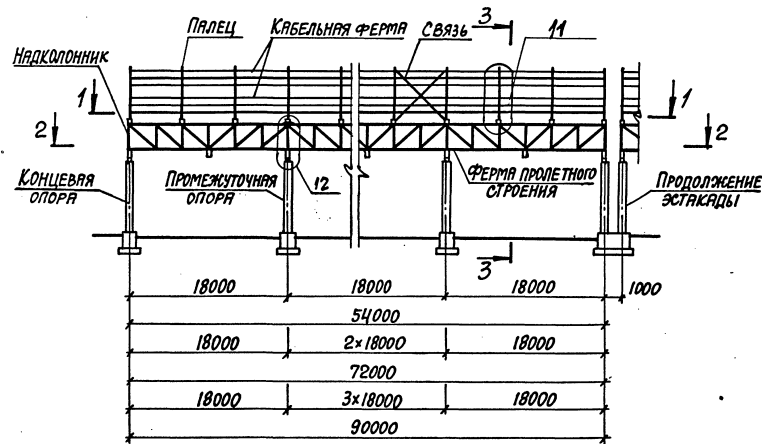 3
Палец
Кабельная ферма
Связь
11
Надколонник
1
1
2
2
Концевая
опора
Промежуточная
опора
12
Ферма пролетного
строения
Продолжение
эстакады
3
18000
18000
18000
1000
54000
18000
2×18000
18000
72000
18000
3×18000
18000
90000